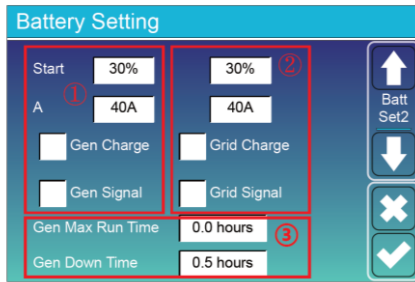 Battery Setting
Start 30% 30% ②
A ① 40A 40A
Gen Charge Grid Charge
Gen Signal Grid Signal
Gen Max Run Time 0.0 hours ③
Gen Down Time 0.5 hours
Batt
Set2